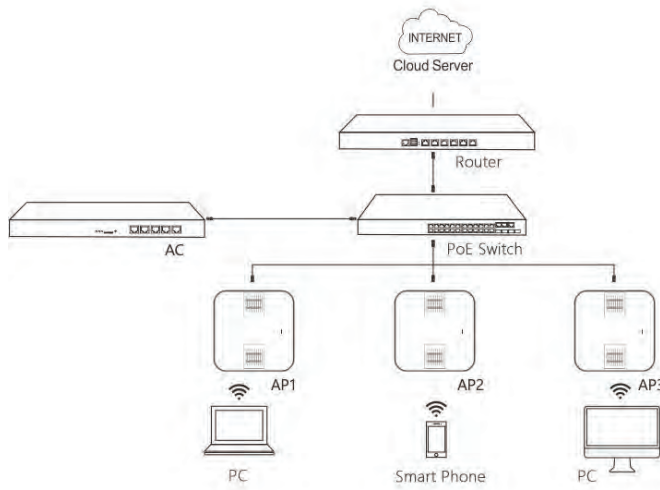 INTERNET
Cloud Server
Router
AC
PoE Switch
AP1
AP2
AP3
PC
Smart Phone
PC